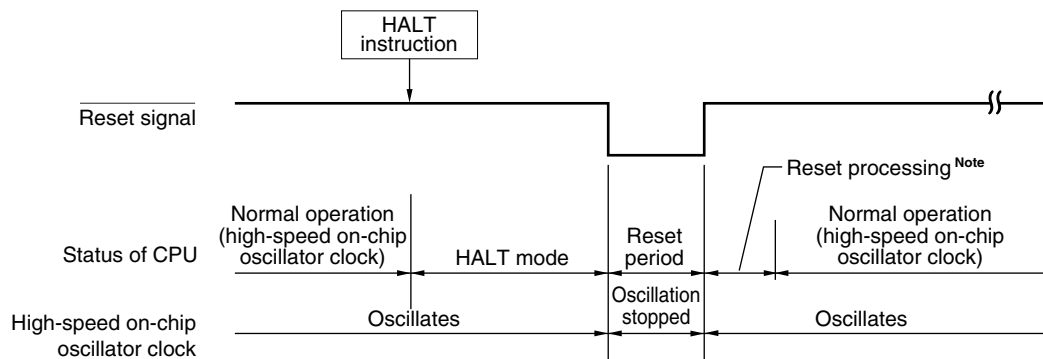 HALT
instruction
Reset signal
Reset processing Note
Status of CPU
Normal operation
(high-speed on-chip
oscillator clock)
HALT mode
Reset
period
Normal operation
(high-speed on-chip
oscillator clock)
High-speed on-chip
oscillator clock
Oscillates
Oscillation
stopped
Oscillates